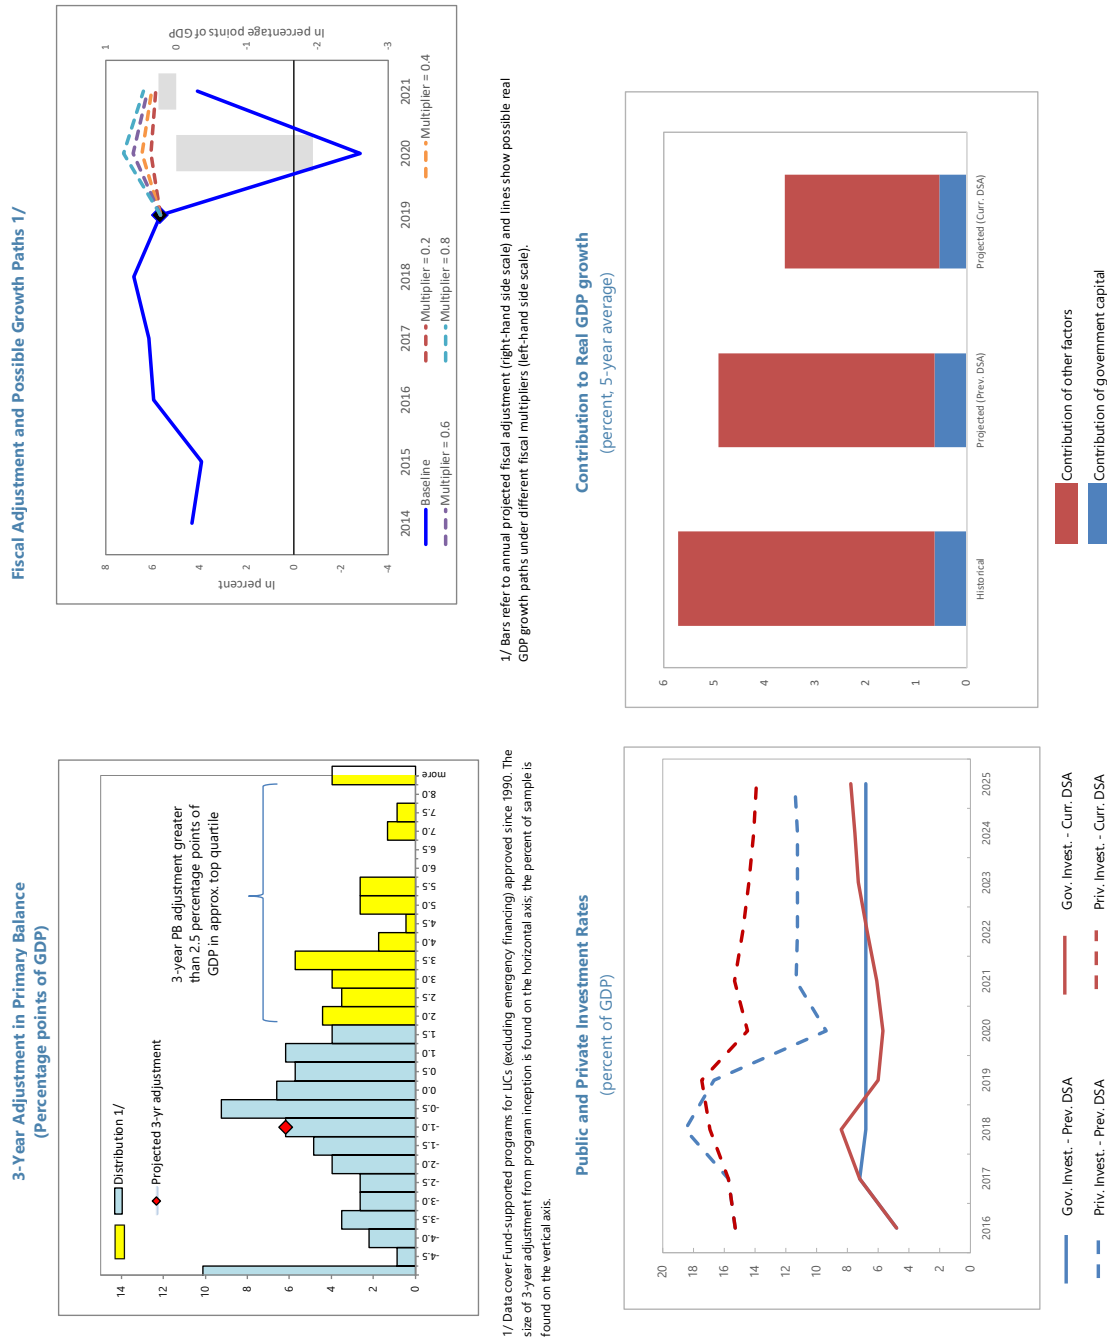 3-Year Adjustment in Primary Balance
(Percentage points of GDP)
Distribution 1/
Projected 3-yr adjustment
3-year PB adjustment greater
than 2.5 percentage points of
GDP in approx. top quartile
14
12
10
8
6
4
2
0
-4.5
-4.0
-3.5
-3.0
-2.5
-2.0
-1.5
-1.0
-0.5
0.0
0.5
1.0
1.5
2.0
2.5
3.0
3.5
4.0
4.5
5.0
5.5
6.0
6.5
7.0
7.5
8.0
more
1/ Data cover Fund-supported programs for LICs (excluding emergency financing) approved since 1990. The
size of 3-year adjustment from program inception is found on the horizontal axis; the percent of sample is
found on the vertical axis.
Fiscal Adjustment and Possible Growth Paths 1/
In percent
8
6
4
2
0
-2
-4
In percentage points of GDP
1
0
-1
-2
-3
2014
2015
2016
2017
2018
2019
2020
2021
Baseline
Multiplier = 0.2
Multiplier = 0.4
Multiplier = 0.6
Multiplier = 0.8
1/ Bars refer to annual projected fiscal adjustment (right-hand side scale) and lines show possible real
GDP growth paths under different fiscal multipliers (left-hand side scale).
Public and Private Investment Rates
(percent of GDP)
20
18
16
14
12
10
8
6
4
2
0
2016
2017
2018
2019
2020
2021
2022
2023
2024
2025
Gov. Invest. - Prev. DSA
Gov. Invest. - Curr. DSA
Priv. Invest. - Prev. DSA
Priv. Invest. - Curr. DSA
Contribution to Real GDP growth
(percent, 5-year average)
6
5
4
3
2
1
0
Historical
Projected (Prev. DSA)
Projected (Curr. DSA)
Contribution of other factors
Contribution of government capital